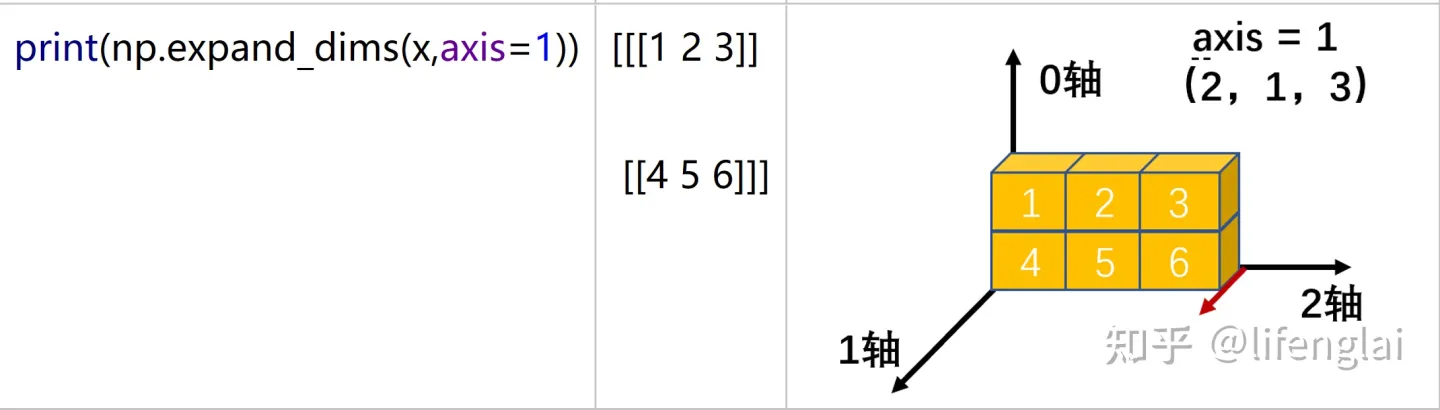 print(np.expand_dims(x,axis=1))
[[[1 2 3]]
[[4 5 6]]]
axis = 1
(2，1，3)
0轴
1 2 3
4 5 6
2轴
1轴
知乎 @lifenglai